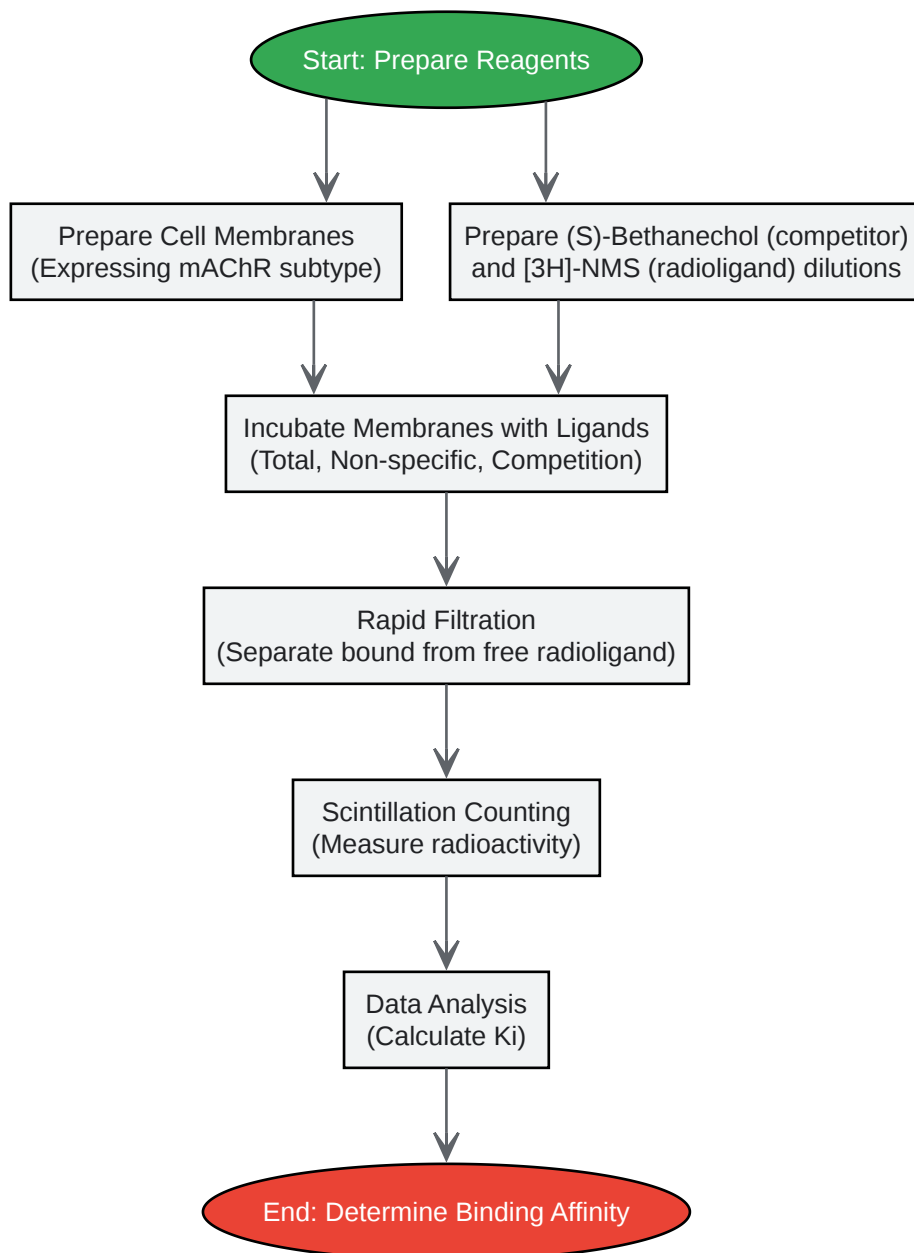 Start: Prepare Reagents
Prepare Cell Membranes
(Expressing mAChR subtype)
Prepare (S)-Bethanechol (competitor)
and [3H]-NMS (radioligand) dilutions
Incubate Membranes with Ligands
(Total, Non-specific, Competition)
Rapid Filtration
(Separate bound from free radioligand)
Scintillation Counting
(Measure radioactivity)
Data Analysis
(Calculate Ki)
End: Determine Binding Affinity